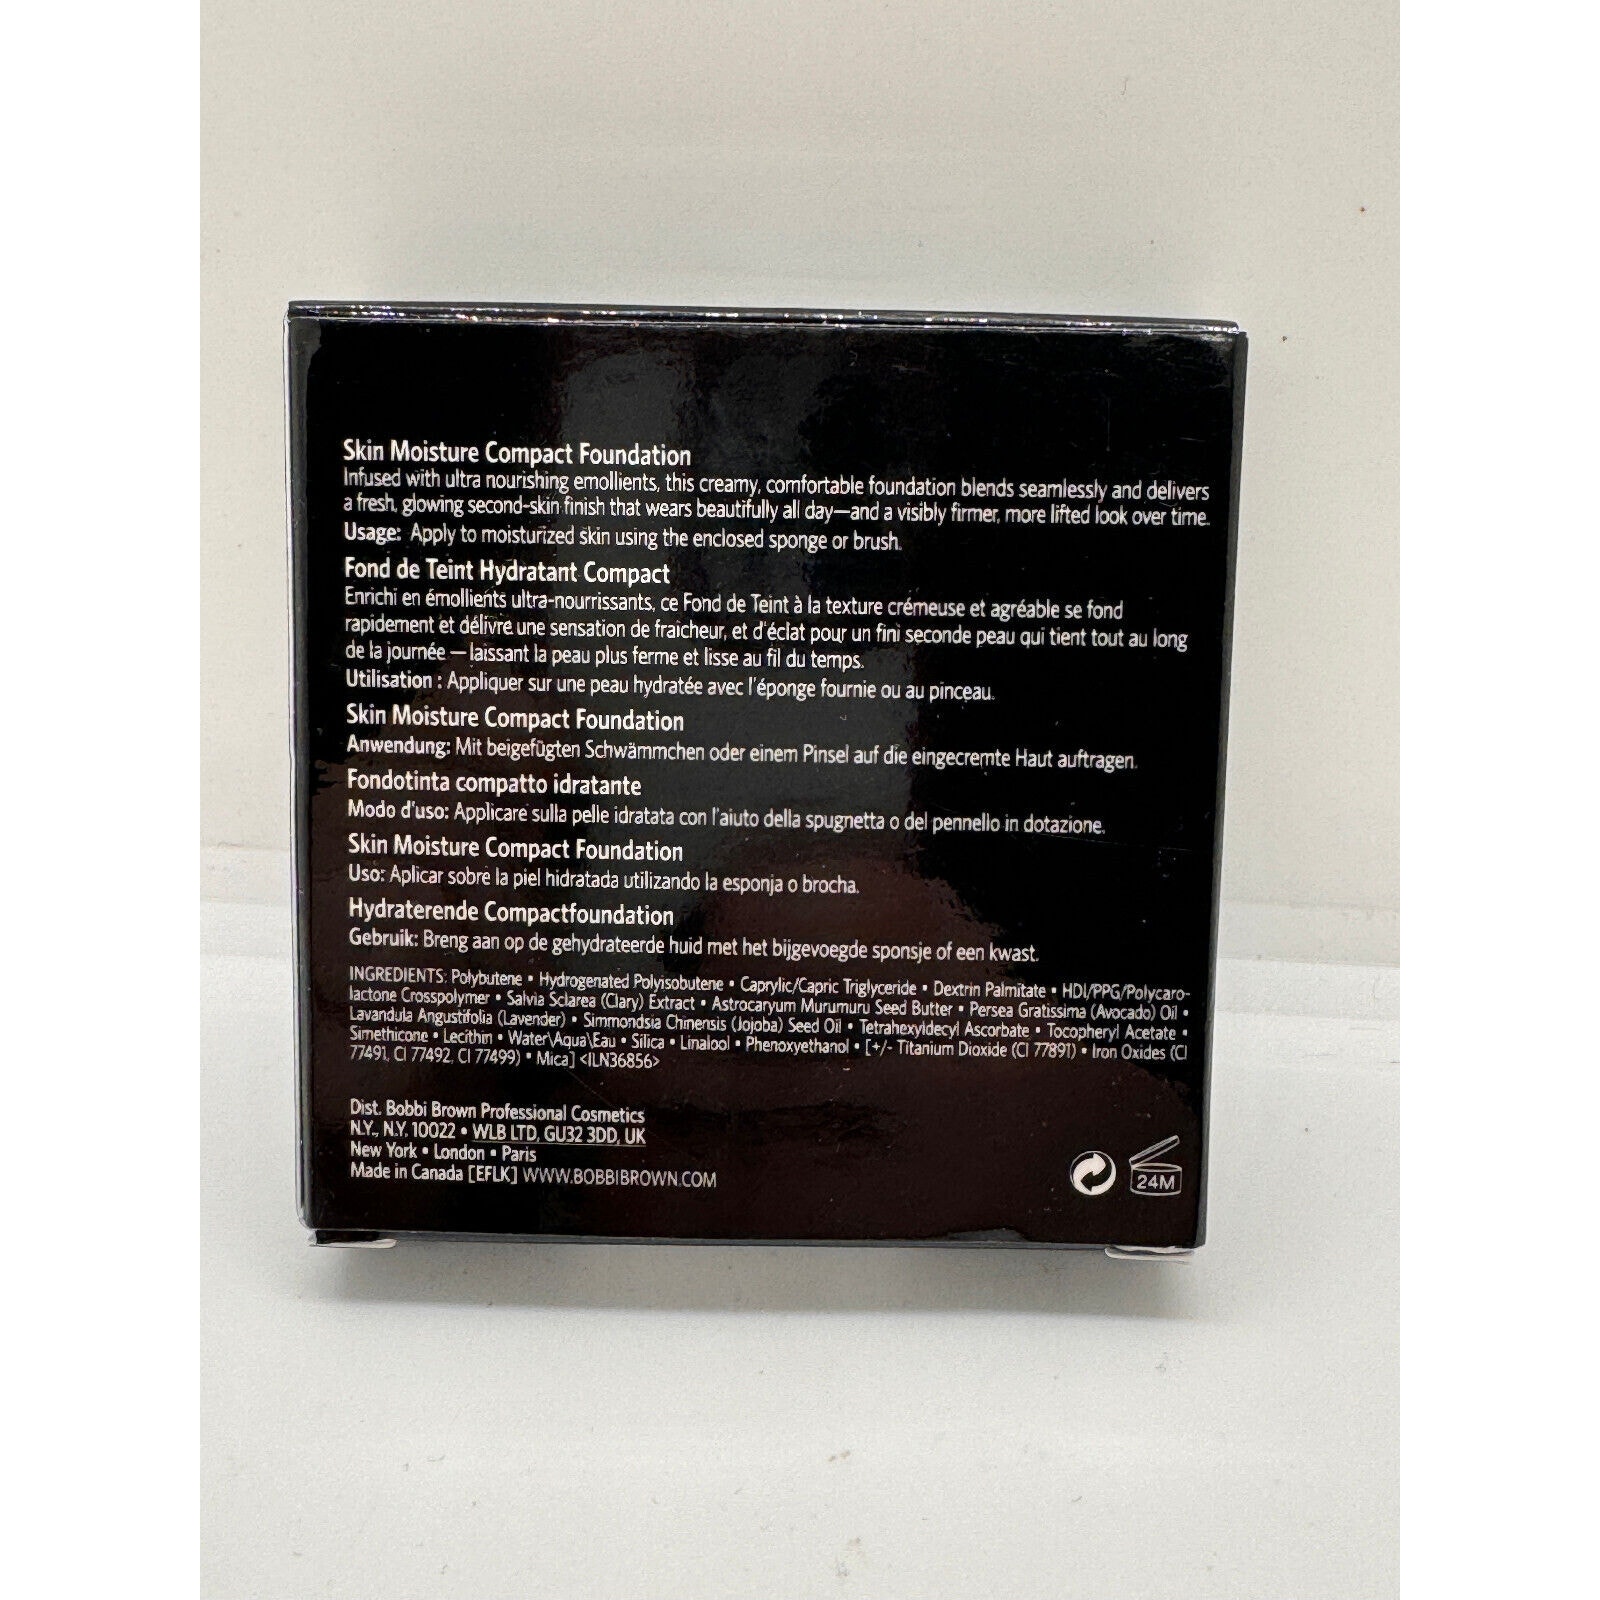 Skin Moisture Compact Foundation
Infused with ultra nourishing emollients, this creamy, comfortable foundation blends seamlessly and delivers
a fresh, glowing second-skin finish that wears beautifully all day—and a visibly firmer, more lifted look over time.
Usage: Apply to moisturized skin using the enclosed sponge or brush.
Fond de Teint Hydratant Compact
Enrichi en émollients ultra-nourrissants, ce Fond de Teint à la texture crémeuse et agréable se fond
rapidement et délivre une sensation de fraîcheur, et d'éclat pour un fini seconde peau qui tient tout au long
de la journée — laissant la peau plus ferme et lisse au fil du temps.
Utilisation : Appliquer sur une peau hydratée avec l'éponge fournie ou au pinceau.
Skin Moisture Compact Foundation
Anwendung: Mit beigefügten Schwämmchen oder einem Pinsel auf die eingecremte Haut auftragen.
Fondotinta compatto idratante
Modo d'uso: Applicare sulla pelle idratata con l'aiuto della spugnetta o del pennello in dotazione.
Skin Moisture Compact Foundation
Uso: Aplicar sobre la piel hidratada utilizando la esponja o brocha.
Hydraterende Compactfoundation
Gebruik: Breng aan op de gehydrateerde huid met het bijgevoegde sponsje of een kwast.
INGREDIENTS: Polybutene • Hydrogenated Polyisobutene • Caprylic/Capric Triglyceride • Dextrin Palmitate • HDI/PPG/Polycaro-
lactone Crosspolymer • Salvia Sclarea (Clary) Extract • Astrocaryum Murumuru Seed Butter • Persea Gratissima (Avocado) Oil •
Lavandula Angustifolia (Lavender) • Simmondsia Chinensis (Jojoba) Seed Oil • Tetrahexyldecyl Ascorbate • Tocopheryl Acetate •
Simethicone • Lecithin • Water\Aqua\Eau • Silica • Linalool • Phenoxyethanol • [+/- Titanium Dioxide (CI 77891) • Iron Oxides (CI
77491, CI 77492, CI 77499) • Mica] <ILN36856>
Dist. Bobbi Brown Professional Cosmetics
N.Y., N.Y. 10022 • WLB LTD, GU32 3DD, UK
New York • London • Paris
Made in Canada [EFLK] WWW.BOBBIBROWN.COM
24M